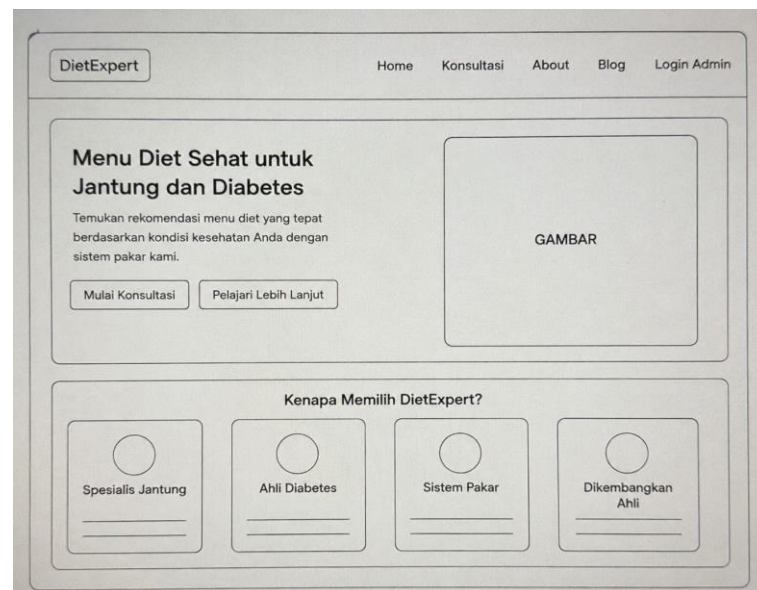 DietExpert
Home Konsultasi About Blog Login Admin
Menu Diet Sehat untuk
Jantung dan Diabetes
Temukan rekomendasi menu diet yang tepat
berdasarkan kondisi kesehatan Anda dengan
sistem pakar kami.
Mulai Konsultasi Pelajari Lebih Lanjut
GAMBAR
Kenapa Memilih DietExpert?
Spesialis Jantung
Ahli Diabetes
Sistem Pakar
Dikembangkan
Ahli